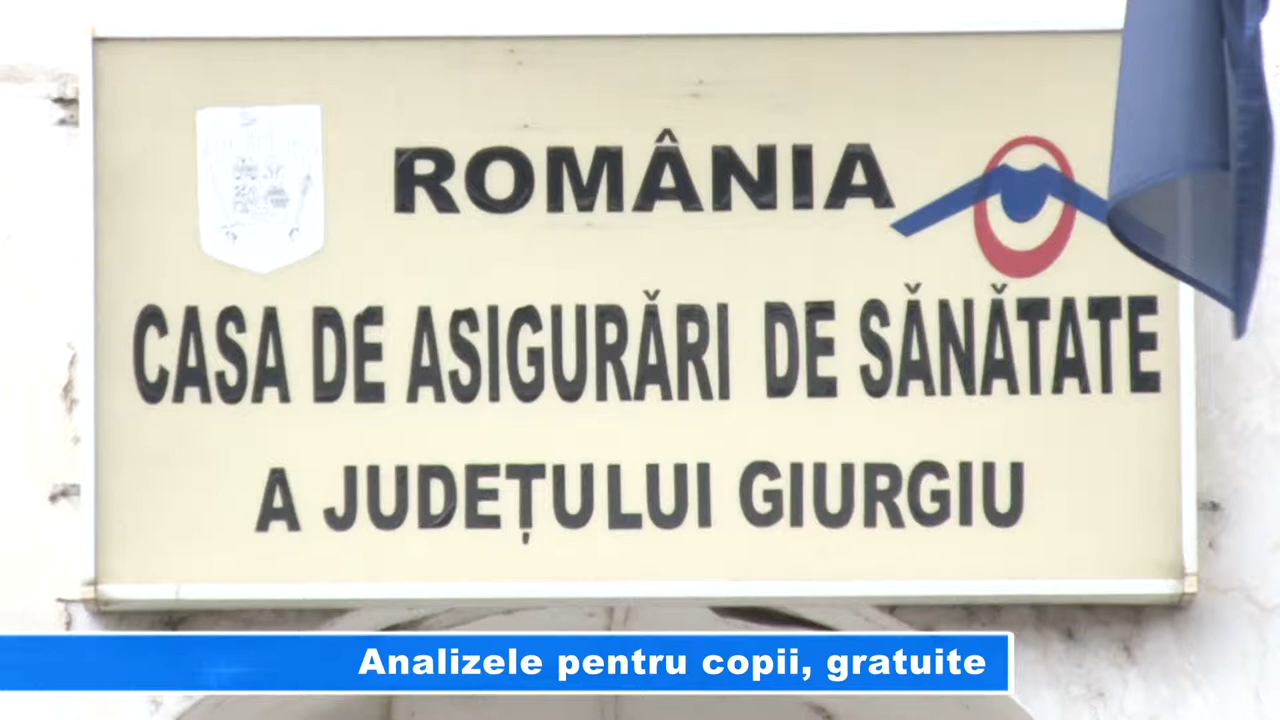 ROMÂNIA
CASA DE ASIGURĂRI DE SĂNĂTATE
A JUDEȚULUI GIURGIU
Analizele pentru copii, gratuite